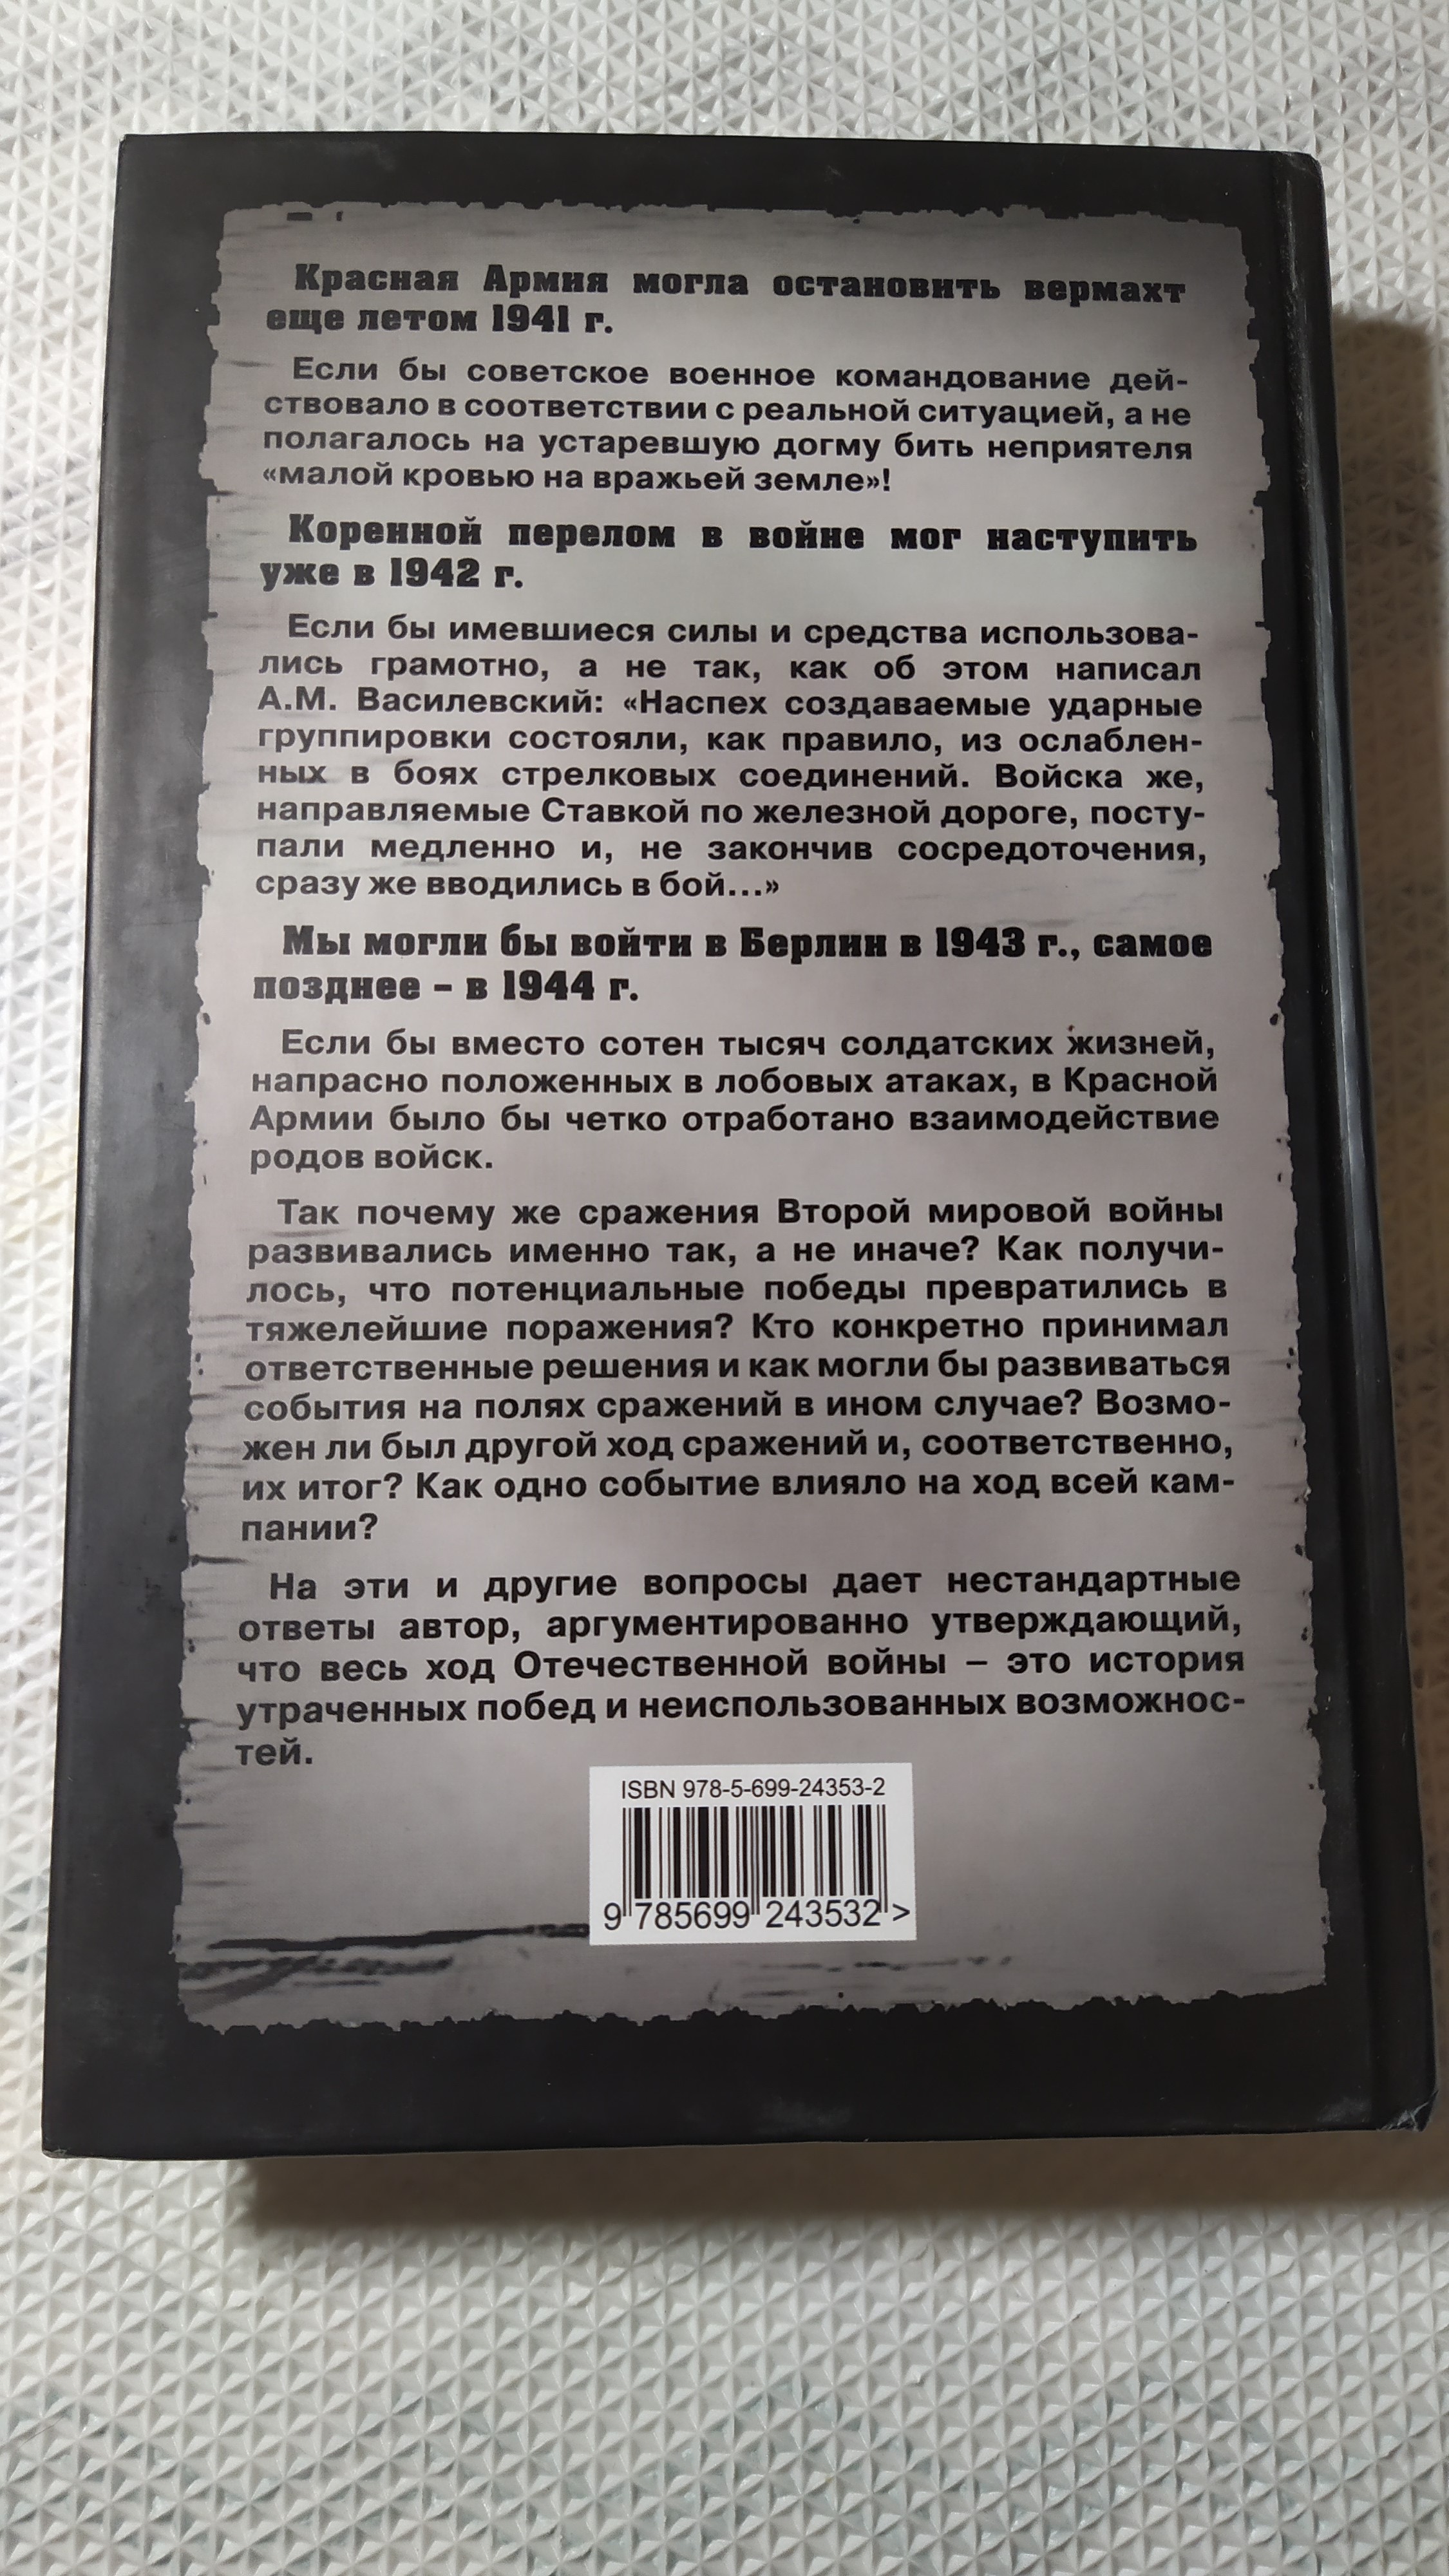 Красная Армия могла остановить вермахт
еще летом 1941 г.
Если бы советское военное командование дей-
ствовало в соответствии с реальной ситуацией, а не
полагалось на устаревшую догму бить неприятеля
«малой кровью на вражьей земле»!
Коренной перелом в войне мог наступить
уже в 1942 г.
Если бы имевшиеся силы и средства использова-
лись грамотно, а не так, как об этом написал
А.М. Василевский: «Наспех создаваемые ударные
группировки состояли, как правило, из ослаблен-
ных в боях стрелковых соединений. Войска же,
направляемые Ставкой по железной дороге, посту-
пали медленно и, не закончив сосредоточения,
сразу же вводились в бой...»
Мы могли бы войти в Берлин в 1943 г., самое
позднее – в 1944 г.
Если бы вместо сотен тысяч солдатских жизней,
напрасно положенных в лобовых атаках, в Красной
Армии было бы четко отработано взаимодействие
родов войск.
Так почему же сражения Второй мировой войны
развивались именно так, а не иначе? Как получи-
лось, что потенциальные победы превратились в
тяжелейшие поражения? Кто конкретно принимал
ответственные решения и как могли бы развиваться
события на полях сражений в ином случае? Возмо-
жен ли был другой ход сражений и, соответственно,
их итог? Как одно событие влияло на ход всей кам-
пании?
На эти и другие вопросы дает нестандартные
ответы автор, аргументированно утверждающий,
что весь ход Отечественной войны – это история
утраченных побед и неиспользованных возможнос-
тей.
ISBN 978-5-699-24353-2
9 785699 243532 >